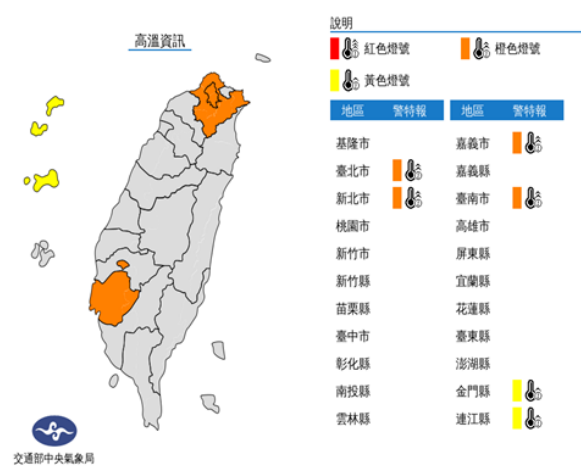 高溫資訊
說明
紅色燈號 橙色燈號
黃色燈號
地區 警特報 地區 警特報
基隆市 嘉義市
臺北市 嘉義縣
新北市 臺南市
桃園市 高雄市
新竹市 屏東縣
新竹縣 宜蘭縣
苗栗縣 花蓮縣
臺中市 臺東縣
彰化縣 澎湖縣
南投縣 金門縣
雲林縣 連江縣
交通部中央氣象局